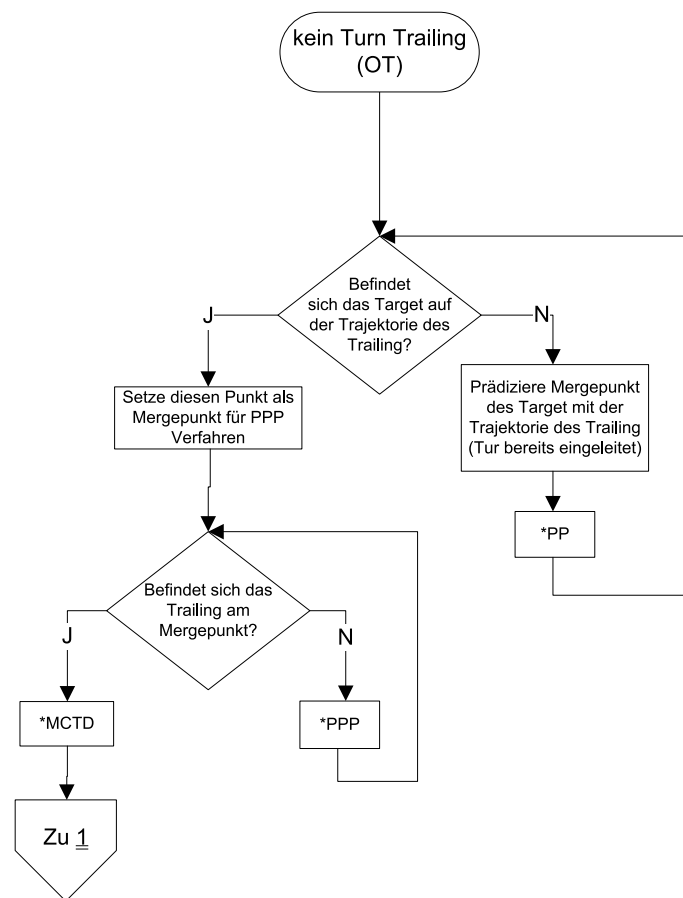 kein Turn Trailing
(OT)
Befindet
sich das Target auf
der Trajektorie des
Trailing?
J
N
Setze diesen Punkt als
Mergepunkt für PPP
Verfahren
Prädiziere Mergepunkt
des Target mit der
Trajektorie des Trailing
(Tur bereits eingeleitet)
*PP
Befindet sich das
Trailing am
Mergepunkt?
J
N
*MCTD
*PPP
Zu 1